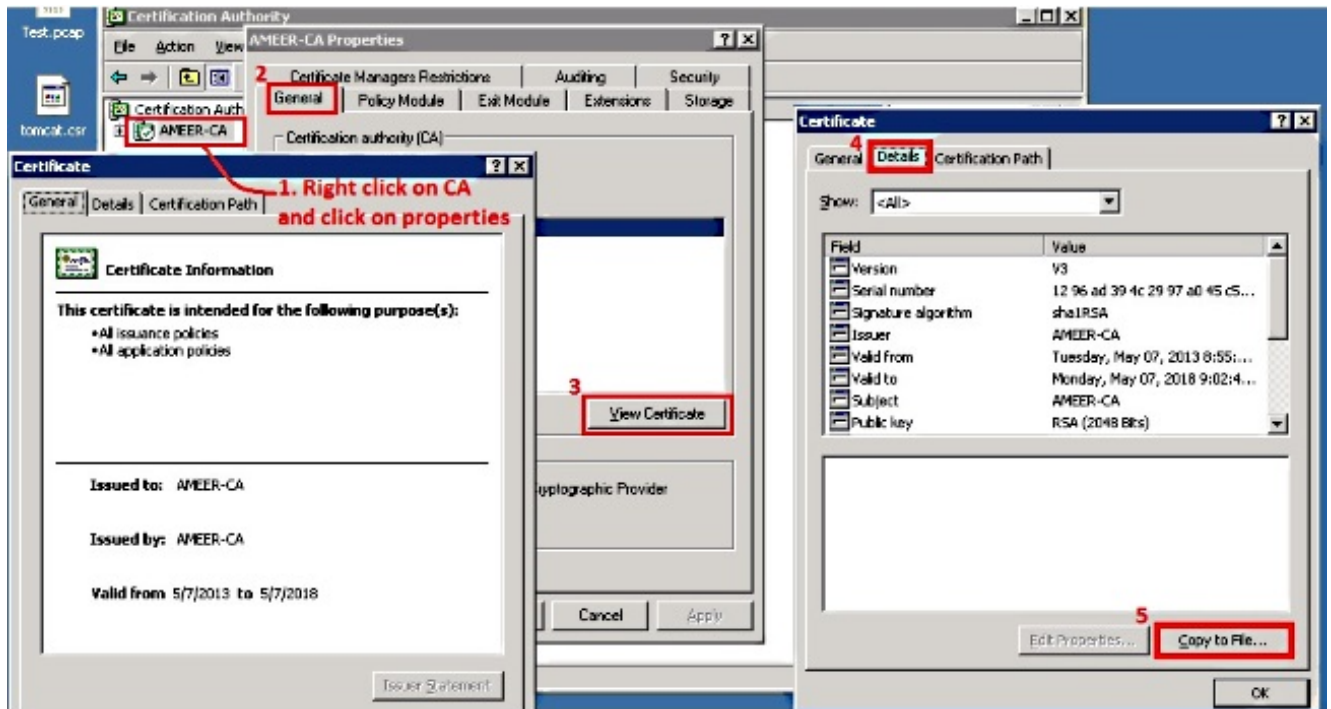 Test.pcap
tomcat.csr
Certification Authority
File Action View
Certification Auth
AMEER-CA
AMEER-CA Properties
2
Certificate Managers Restrictions Auditing Security
General Policy Module Exit Module Extensions Storage
Certification authority (CA)
1. Right click on CA
and click on properties
3
View Certificate
yptographic Provider
Cancel Apply
Certificate
General Details Certification Path
Certificate Information
This certificate is intended for the following purpose(s):
•All issuance policies
•All application policies
Issued to: AMEER-CA
Issued by: AMEER-CA
Valid from 5/7/2013 to 5/7/2018
Issuer Statement
Certificate
4
General Details Certification Path
Show: <All>
Field Value
Version V3
Serial number 12 96 ad 39 4c 29 97 a0 45 c5...
Signature algorithm sha1RSA
Issuer AMEER-CA
Valid from Tuesday, May 07, 2013 8:55:...
Valid to Monday, May 07, 2018 9:02:4...
Subject AMEER-CA
Public key RSA (2048 Bits)
5
Edit Properties... Copy to File...
OK